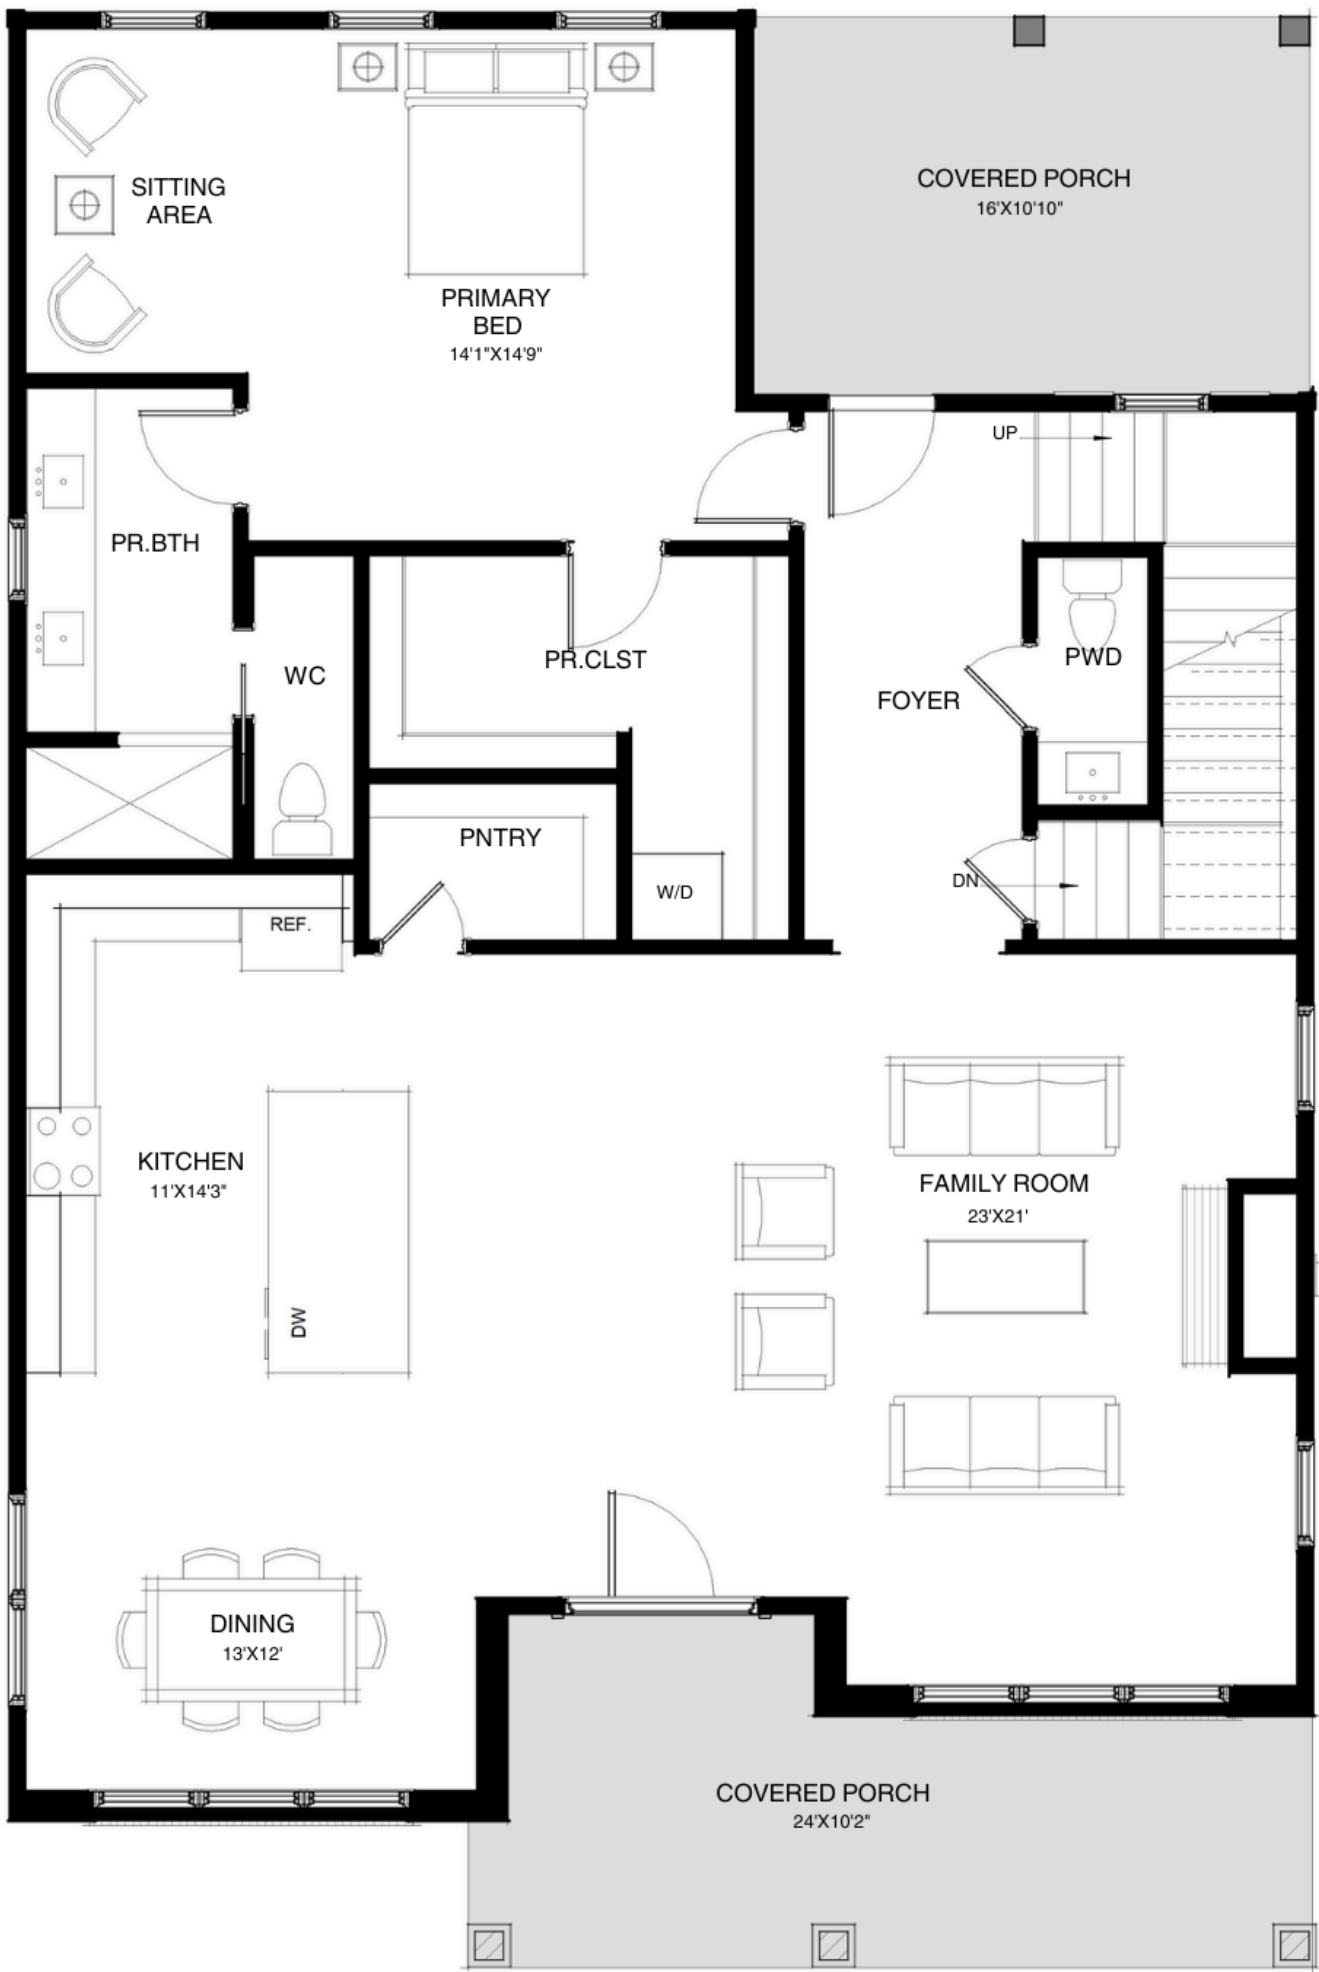 COVERED PORCH
16'X10'10"
SITTING
AREA
PRIMARY
BED
14'1"X14'9"
UP
PR.BTH
PR.CLST
PWD
WC
FOYER
PNTRY
W/D
DN.
REF.
KITCHEN
11'X14'3"
FAMILY ROOM
23'X21'
DW
DINING
13'X12'
COVERED PORCH
24'X10'2"